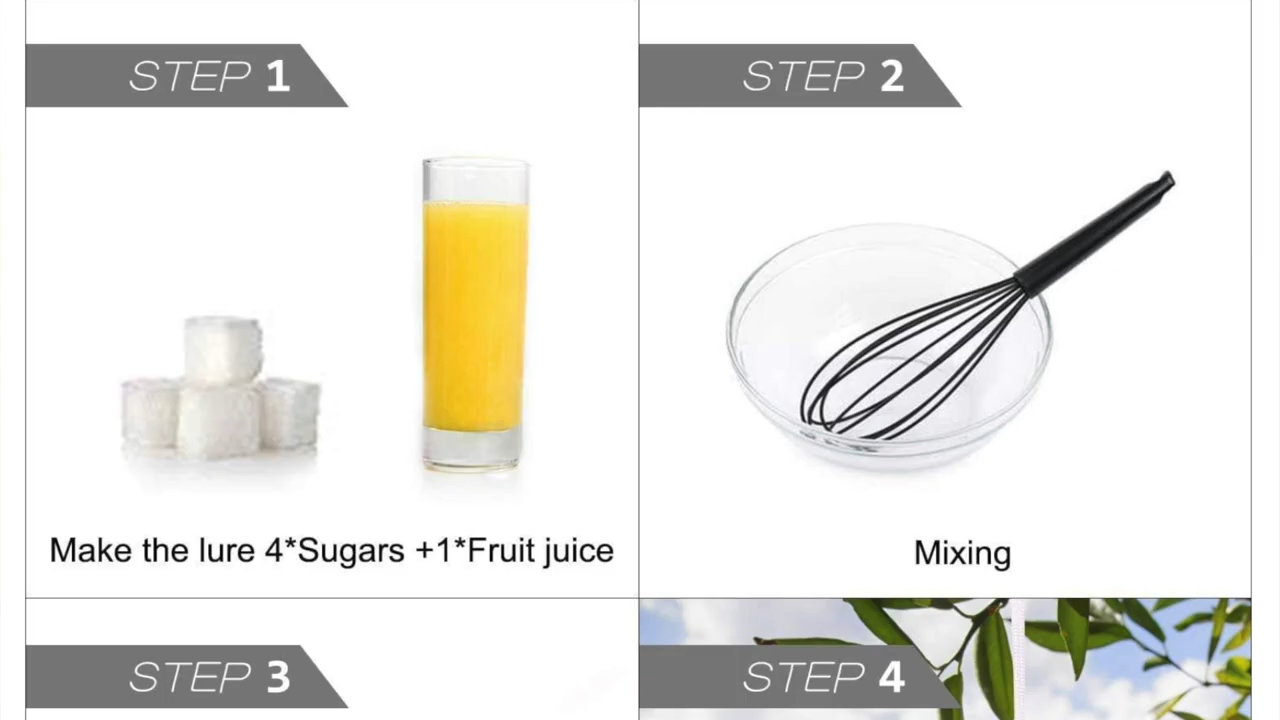 STEP 1
STEP 2
Make the lure 4*Sugars +1*Fruit juice
Mixing
STEP 3
STEP 4